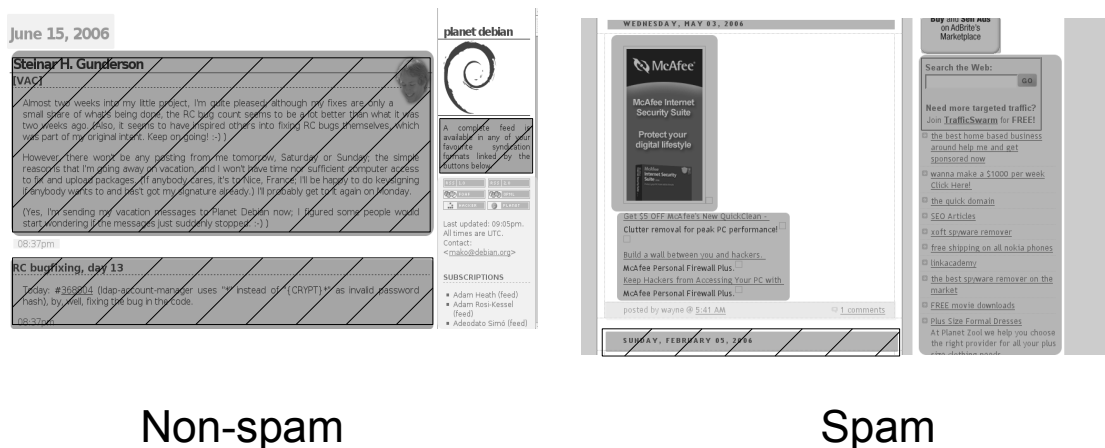 June 15, 2006
Steinar H. Gunderson
[VAC]
Almost two weeks into my little project, I'm quite pleased; although my fixes are only a
small share of what's being done, the RC bug count seems to be a lot better than what it was
two weeks ago. (Also, it seems to have inspired others into fixing RC bugs themselves, which
was part of my original intent. Keep on going! :-) )
However, there won't be any posting from me tomorrow, Saturday or Sunday; the simple
reason is that I'm going away on vacation, and I won't have time nor sufficient computer access
to fix and upload packages. (If anybody cares, it's to Nice, France; I'll be happy to do keysigning
if anybody wants to and hasn't got my signature already.) I'll probably get to it again on Monday.
(Yes, I'm sending my vacation messages to Planet Debian now; I figured some people would
start wondering if the messages just suddenly stopped. :-) )
08:37pm
RC bugfixing, day 13
Today: #368804 (ldap-account-manager uses "*" instead of "{CRYPT}*" as invalid password
hash), by, well, fixing the bug in the code.
08:37pm
planet debian
A complete feed is
available in any of your
favourite syndication
formats linked by the
buttons below.
Last updated: 09:05pm.
All times are UTC.
Contact:
<mako@debian.org>
SUBSCRIPTIONS
Adam Heath (feed)
Adam Rosi-Kessel
(feed)
Adeodato Simó (feed)
Non-spam
WEDNESDAY, MAY 03, 2006
McAfee
McAfee Internet
Security Suite
Protect your
digital lifestyle
McAfee
Internet
Security
Suite
Get $5 OFF McAfee's New QuickClean -
Clutter removal for peak PC performance!
Build a wall between you and hackers.
McAfee Personal Firewall Plus.
Keep Hackers from Accessing Your PC with
McAfee Personal Firewall Plus.
posted by wayne @ 5:41 AM
1 comments
SUNDAY, FEBRUARY 05, 2006
Buy and Sell Ads
on AdBrite's
Marketplace
Search the Web:
GO
Need more targeted traffic?
Join TrafficSwarm for FREE!
the best home based business
around help me and get
sponsored now
wanna make a $1000 per week
Click Here!
the quick domain
SEO Articles
xoft spyware remover
free shipping on all nokia phones
linkacademy
the best spyware remover on the
market
FREE movie downloads
Plus Size Formal Dresses
At Planet Zool we help you choose
the right provider for all your plus
size clothing needs
Spam